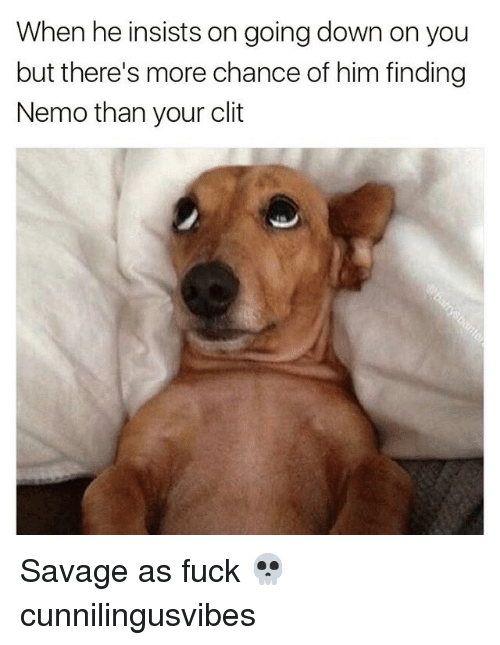 When he insists on going down on you
but there's more chance of him finding
Nemo than your clit
Savage as fuck 💀
cunnilingusvibes